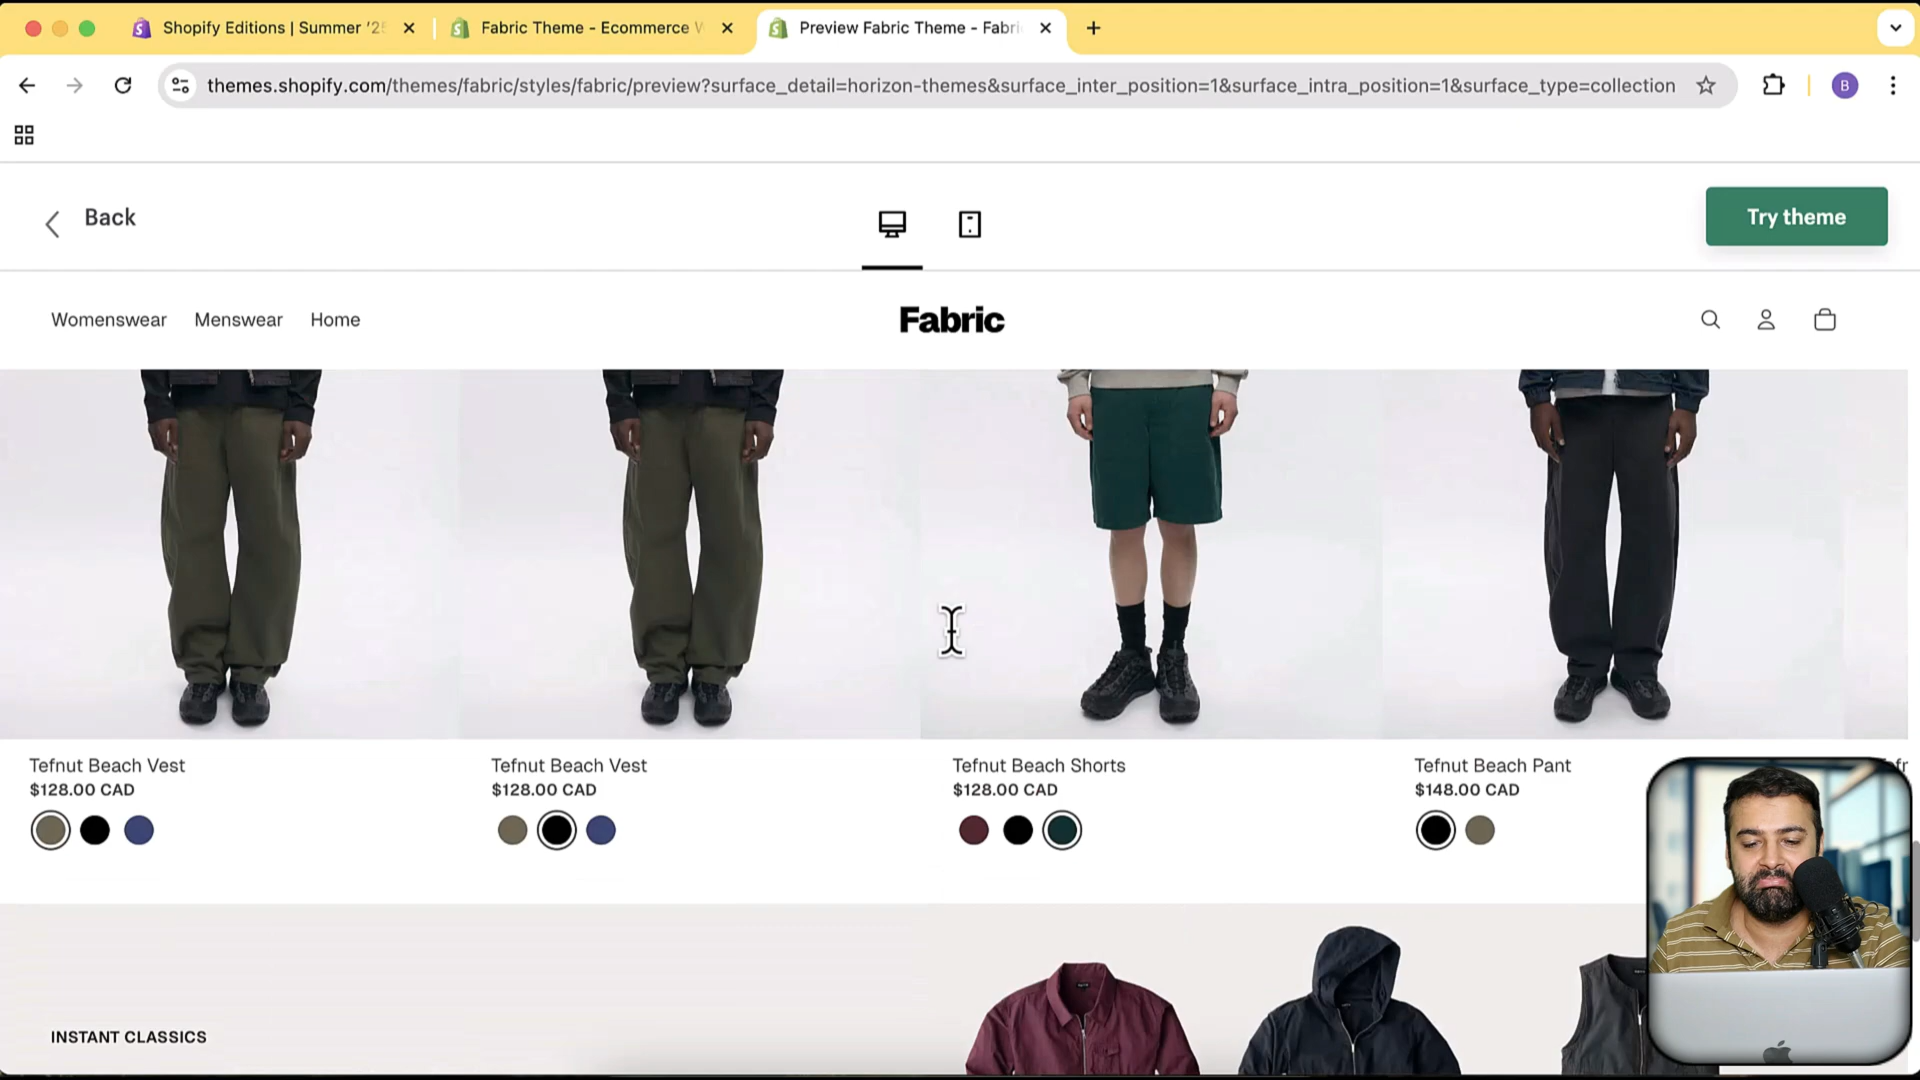 Shopify Editions | Summer '25
Fabric Theme - Ecommerce W
Preview Fabric Theme - Fabri
themes.shopify.com/themes/fabric/styles/fabric/preview?surface_detail=horizon-themes&surface_inter_position=1&surface_intra_position=1&surface_type=collection
B
Back
Try theme
Womenswear Menswear Home
Fabric
Tefnut Beach Vest
$128.00 CAD
Tefnut Beach Vest
$128.00 CAD
Tefnut Beach Shorts
$128.00 CAD
Tefnut Beach Pant
$148.00 CAD
INSTANT CLASSICS